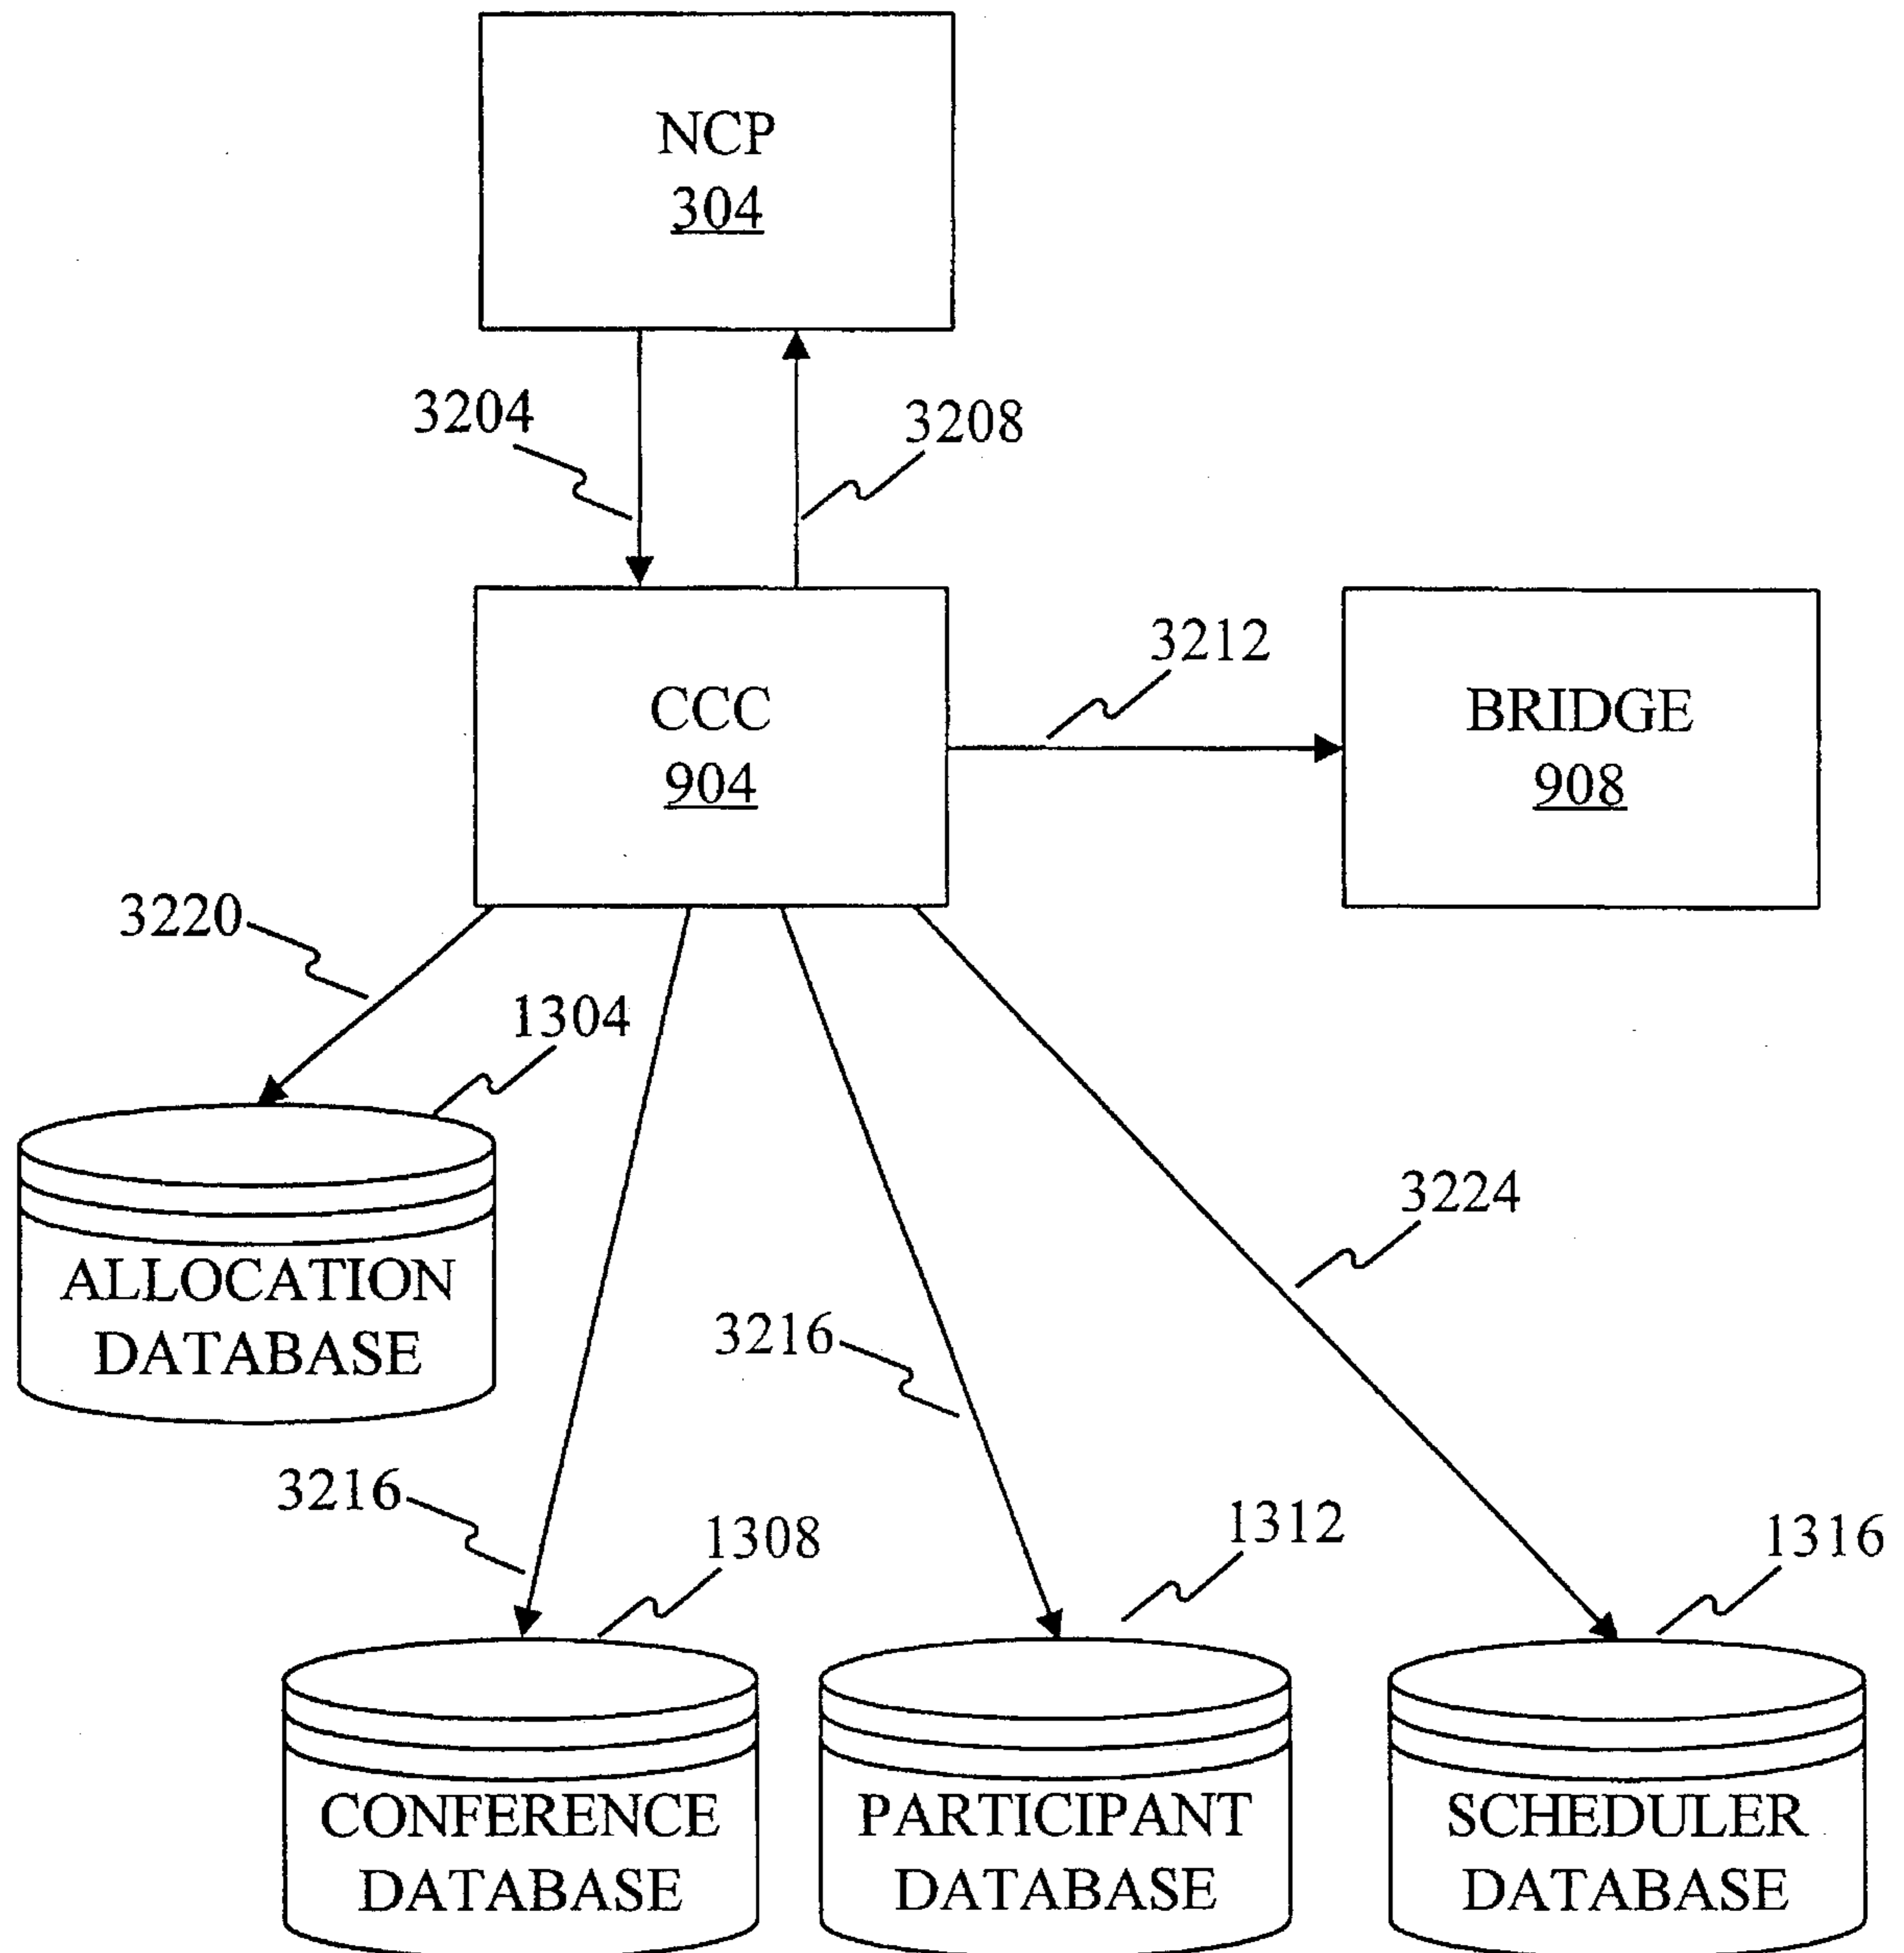 NCP
304
3204
3208
3212
CCC
904
BRIDGE
908
3220
1304
3224
ALLOCATION
DATABASE
3216
3216
1308
1312
1316
CONFERENCE
DATABASE
PARTICIPANT
DATABASE
SCHEDULER
DATABASE